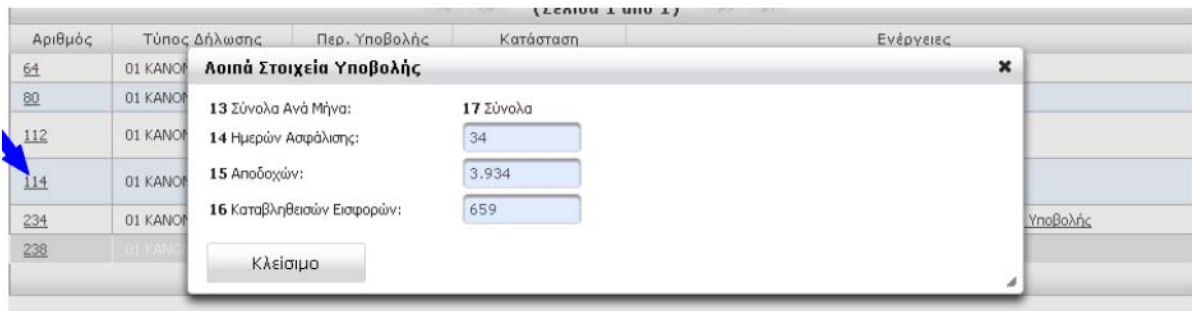 (Σελίδα 1 από 1)
Αριθμός Τύπος Δήλωσης Περ. Υποβολής Κατάσταση Ενέργειες
64 01 ΚΑΝΟΝ
Λοιπά Στοιχεία Υποβολής
80 01 ΚΑΝΟΝ
13 Σύνολα Ανά Μήνα: 17 Σύνολα
112 01 ΚΑΝΟΝ
14 Ημερών Ασφάλισης: 34
114 01 ΚΑΝΟΝ
15 Αποδοχών: 3.934
234 01 ΚΑΝΟΝ
16 Καταβληθεισών Εισφορών: 659
Υποβολής
238 01 ΚΑΝΟ
Κλείσιμο